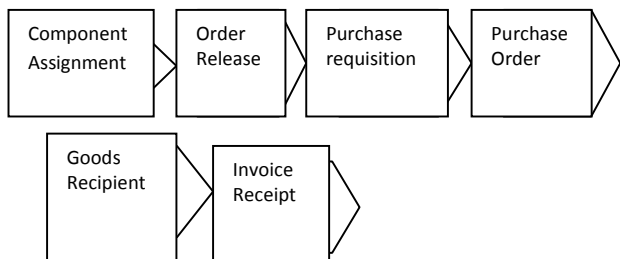 Component
Assignment
Order
Release
Purchase
requisition
Purchase
Order
Goods
Recipient
Invoice
Receipt